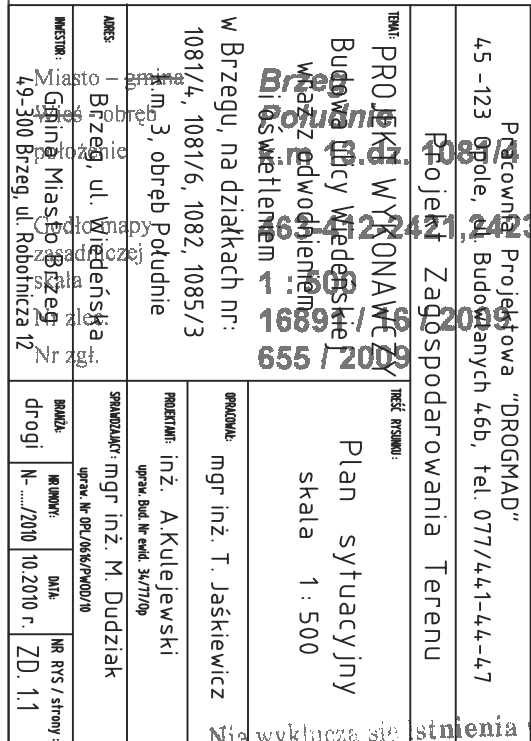 Pracownia Projektowa "DROGMAD"
45 -123 Opole, ul. Budowlanych 46b, tel. 077/441-44-47
Projekt Zagospodarowania Terenu
TEMAT:
PROJEKT WYKONAWCZY
Budowa ulicy Wiedeńskiej
wraz z odwodnieniem
i oświetleniem
w Brzegu, na działkach nr:
1081/4, 1081/6, 1082, 1085/3
k.m 3, obręb Południe
ADRES:
Brzeg, ul. Wiedeńska
INWESTOR:
Gmina Miasto Brzeg
49-300 Brzeg, ul. Robotnicza 12
TREŚĆ RYSUNKU:
Plan sytuacyjny
skala 1:500
OPRACOWAŁ:
mgr inż. T. Jaśkiewicz
PROJEKTANT:
inż. A.Kulejewski
upraw. Bud. Nr ewid. 34/77/Op
SPRAWDZAJĄCY:
mgr inż. M. Dudziak
upraw. Nr OPL/0616/PWOD/10
BRANŻA:
drogi
NR UMOWY:
N- ...../2010
DATA:
10.2010 r.
NR RYS / strony :
ZD. 1.1
Miasto – gmina Brzeg
Wieś - obręb Południe
położenie k.m 13.dz. 1081/6
Godło mapy 463-412-2421,2423
zasadniczej
skala 1 : 500
Nr zlec. 1689 / 16 / 2009
Nr zgł. 655 / 2009
Nie wyklucza się istnienia